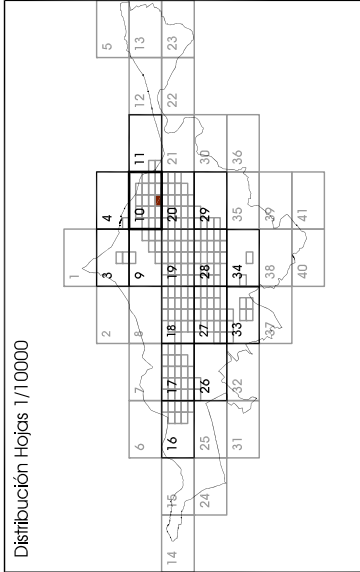 Distribución Hojas 1/10000
1
2 3 4 5
6 7 8 9 10 11 12 13
14 15 16 17 18 19 20 21 22 23
24 25 26 27 28 29 30
31 32 33 34 35 36
37 38 39
40 41